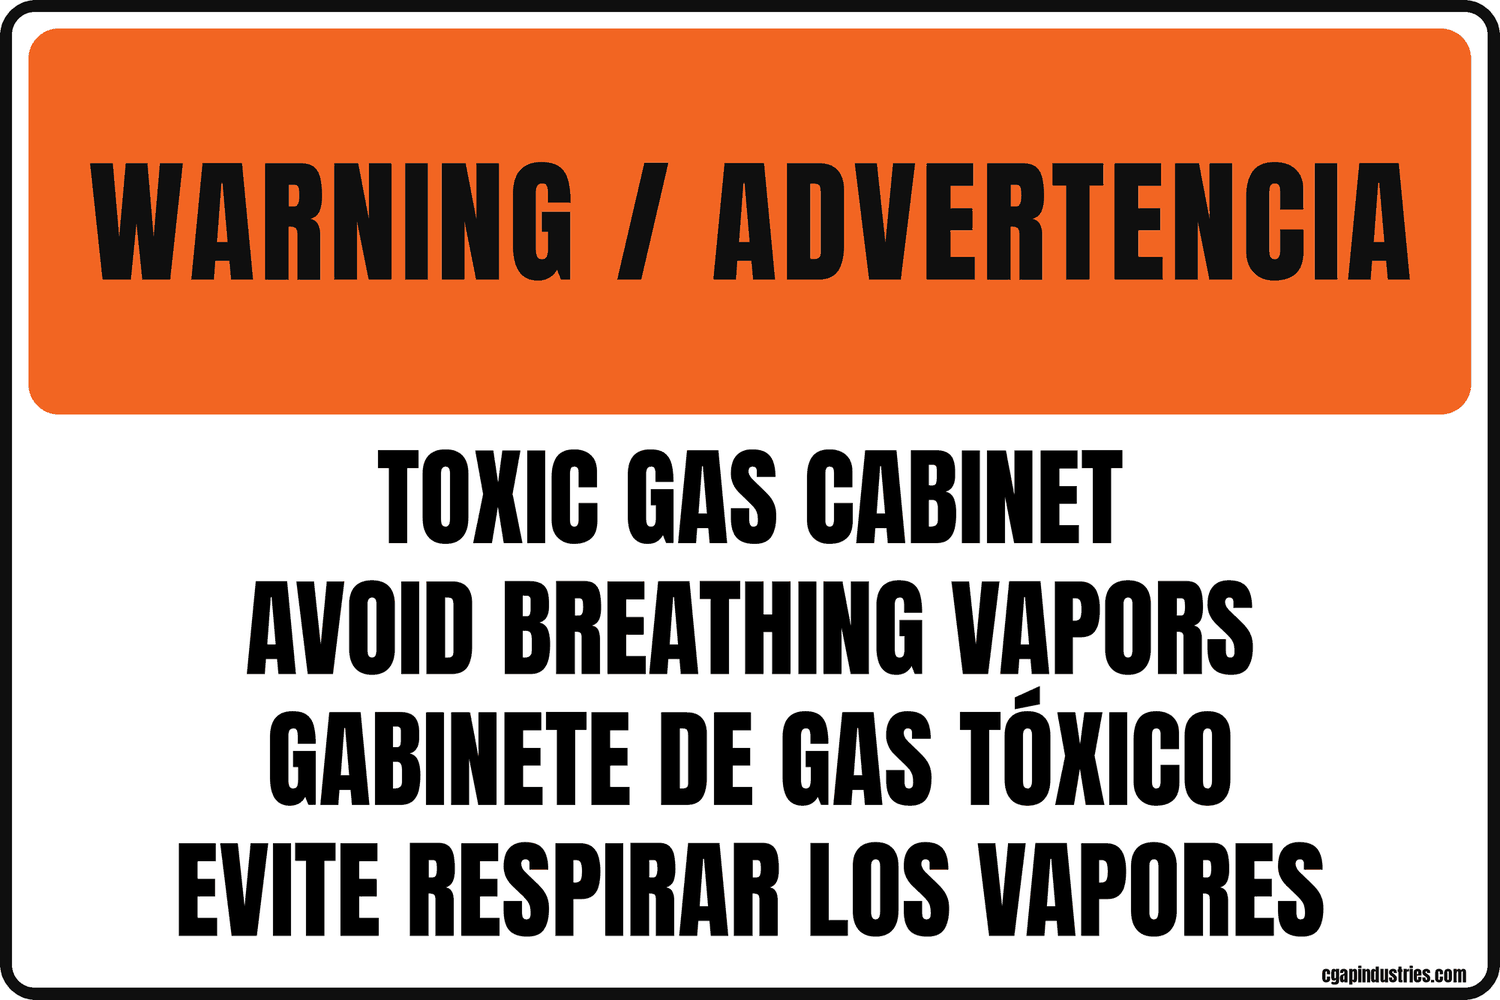 WARNING / ADVERTENCIA
TOXIC GAS CABINET
AVOID BREATHING VAPORS
GABINETE DE GAS TÓXICO
EVITE RESPIRAR LOS VAPORES
cgapindustries.com